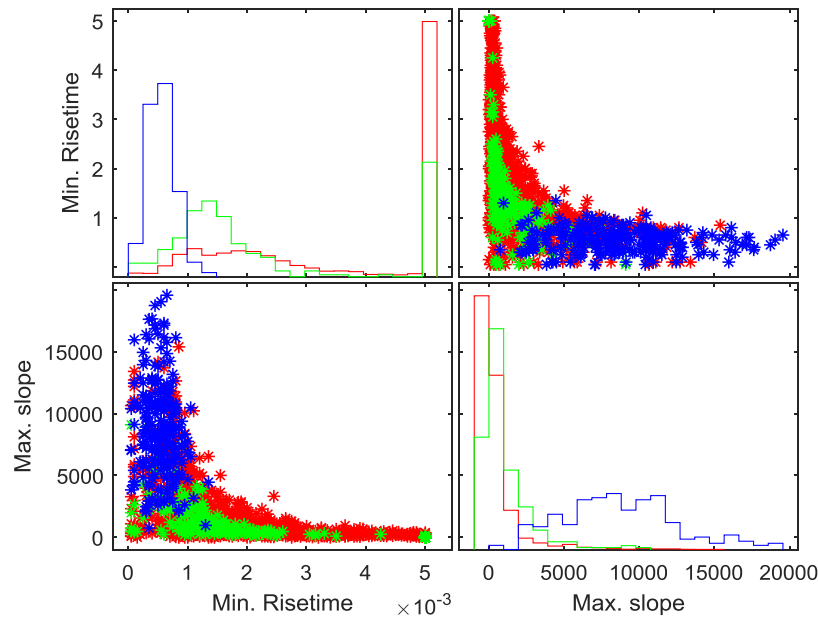 5
4
3
2
1
Min. Risetime
15000
10000
5000
0
Max. slope
0 1 2 3 4 5
0 5000 10000 15000 20000
Min. Risetime ×10⁻³ Max. slope